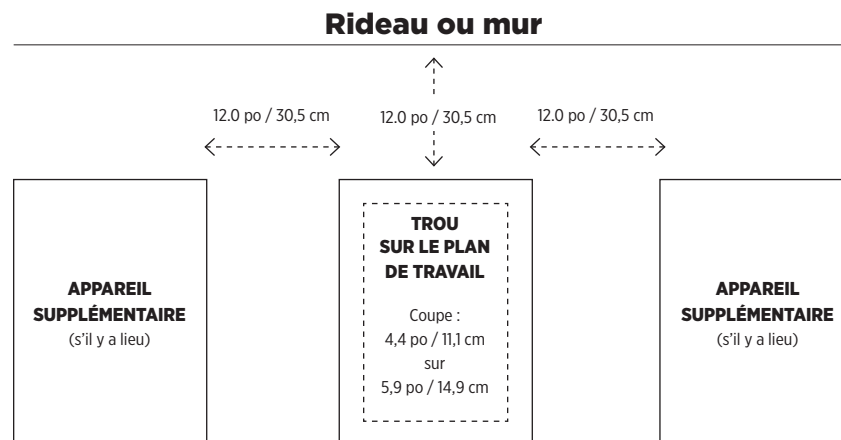 Rideau ou mur
12.0 po / 30,5 cm
12.0 po / 30,5 cm
12.0 po / 30,5 cm
APPAREIL
SUPPLÉMENTAIRE
(s’il y a lieu)
TROU
SUR LE PLAN
DE TRAVAIL
Coupe :
4,4 po / 11,1 cm
sur
5,9 po / 14,9 cm
APPAREIL
SUPPLÉMENTAIRE
(s’il y a lieu)